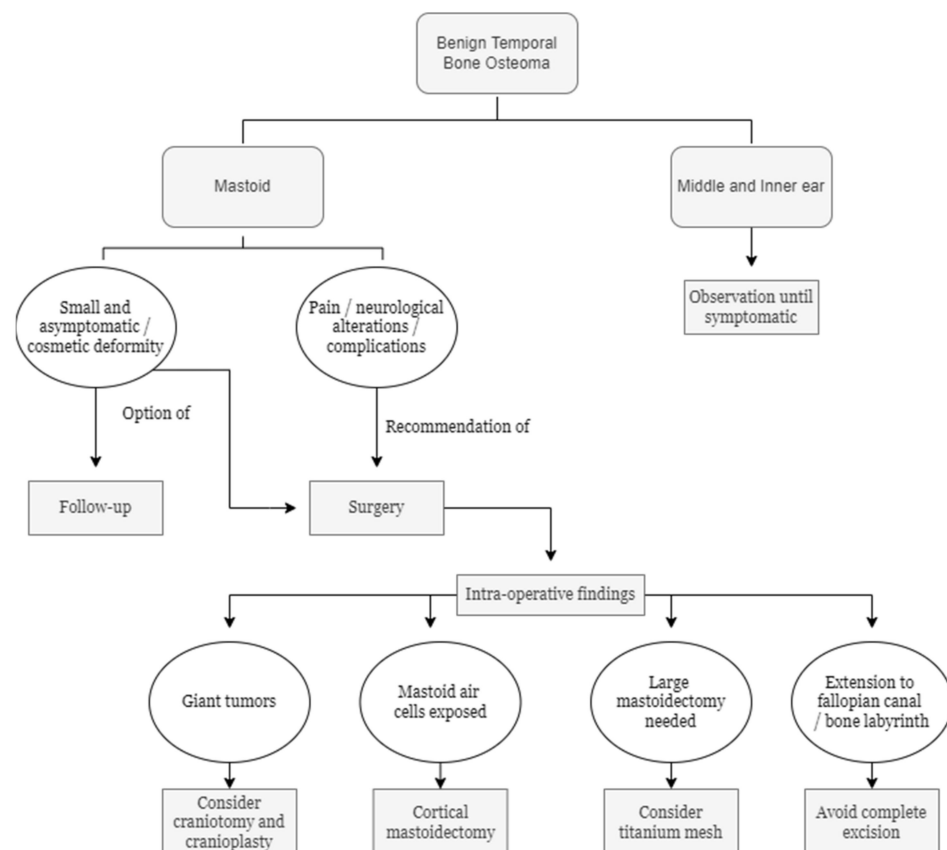 Benign Temporal
Bone Osteoma
Mastoid
Middle and Inner ear
Small and
asymptomatic /
cosmetic deformity
Pain / neurological
alterations /
complications
Observation until
symptomatic
Option of
Recommendation of
Follow-up
Surgery
Intra-operative findings
Giant tumors
Mastoid air
cells exposed
Large
mastoidectomy
needed
Extension to
fallopian canal
/ bone labyrinth
Consider
craniotomy and
cranioplasty
Cortical
mastoidectomy
Consider
titanium mesh
Avoid complete
excision